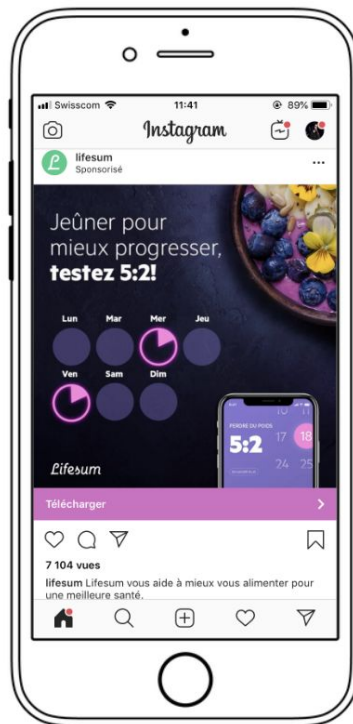 Swisscom 11:41 89%
Instagram
lifesum
Sponsorisé
Jeûner pour
mieux progresser,
testez 5:2!
Lun Mar Mer Jeu
Ven Sam Dim
PERDRE DU POIDS
5:2
10 11
17 18
24 25
Lifesum
Télécharger
7 104 vues
lifesum Lifesum vous aide à mieux vous alimenter pour
une meilleure santé.